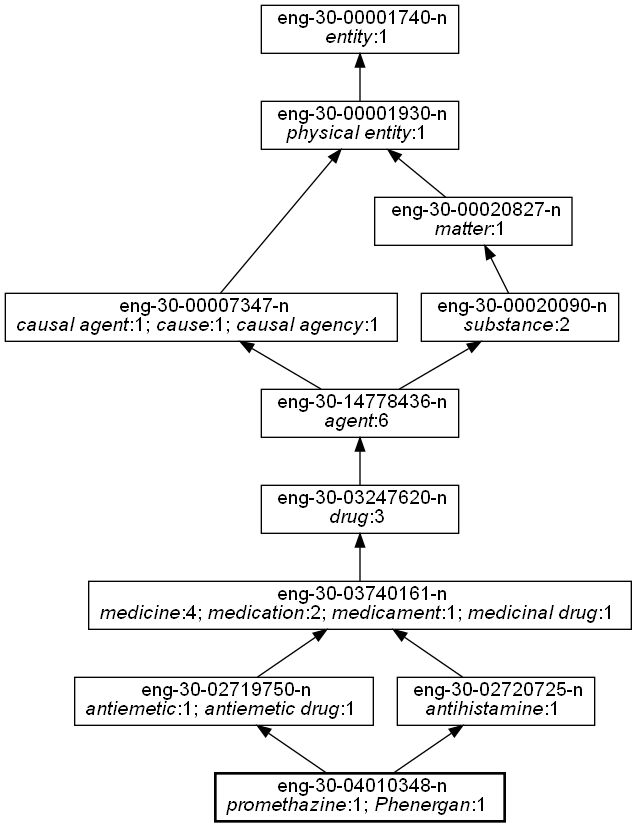 eng-30-00001740-n
entity:1
eng-30-00001930-n
physical entity:1
eng-30-00020827-n
matter:1
eng-30-00007347-n
causal agent:1; cause:1; causal agency:1
eng-30-00020090-n
substance:2
eng-30-14778436-n
agent:6
eng-30-03247620-n
drug:3
eng-30-03740161-n
medicine:4; medication:2; medicament:1; medicinal drug:1
eng-30-02719750-n
antiemetic:1; antiemetic drug:1
eng-30-02720725-n
antihistamine:1
eng-30-04010348-n
promethazine:1; Phenergan:1